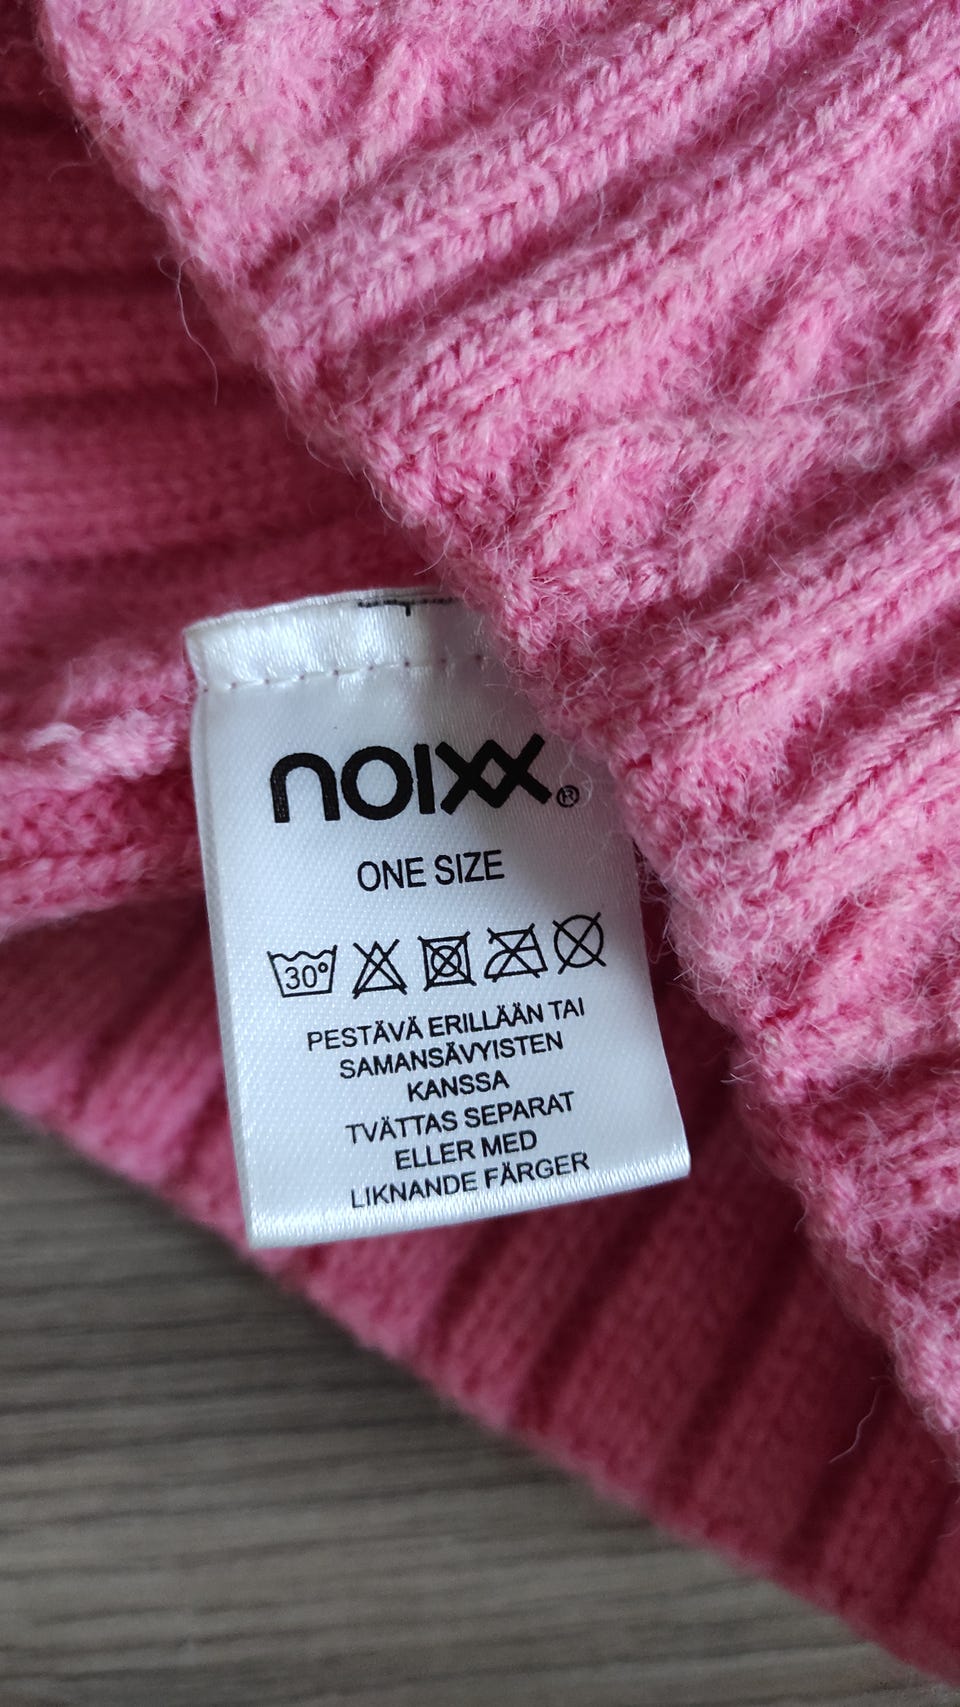 noixx®
ONE SIZE
30°
PESTÄVÄ ERILLÄÄN TAI
SAMANSÄVYISTEN
KANSSA
TVÄTTAS SEPARAT
ELLER MED
LIKNANDE FÄRGER